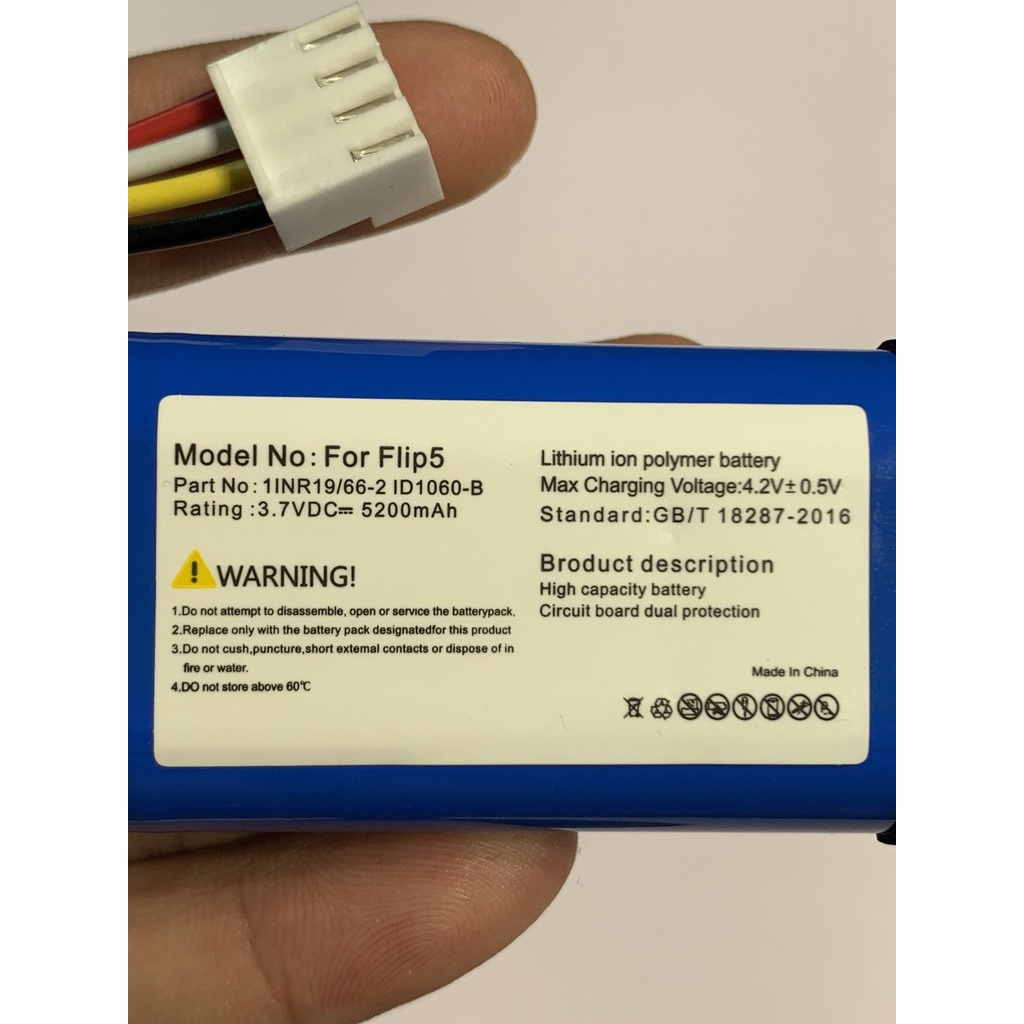 Model No: For Flip5
Part No: 1INR19/66-2 ID1060-B
Rating :3.7VDC⎓ 5200mAh
WARNING!
1.Do not attempt to disassemble, open or service the batterypack.
2.Replace only with the battery pack designatedfor this product
3.Do not cush,puncture,short external contacts or dispose of in
fire or water.
4.DO not store above 60℃
Lithium ion polymer battery
Max Charging Voltage:4.2V±0.5V
Standard:GB/T 18287-2016
Broduct description
High capacity battery
Circuit board dual protection
Made In China